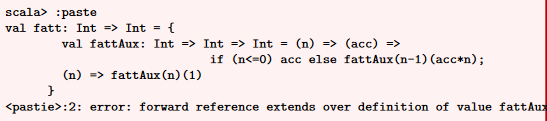 scala> :paste
val fatt: Int => Int = {
val fattAux: Int => Int => Int = (n) => (acc) =>
if (n<=0) acc else fattAux(n-1)(acc*n);
(n) => fattAux(n)(1)
}
<pastie>:2: error: forward reference extends over definition of value fattAux